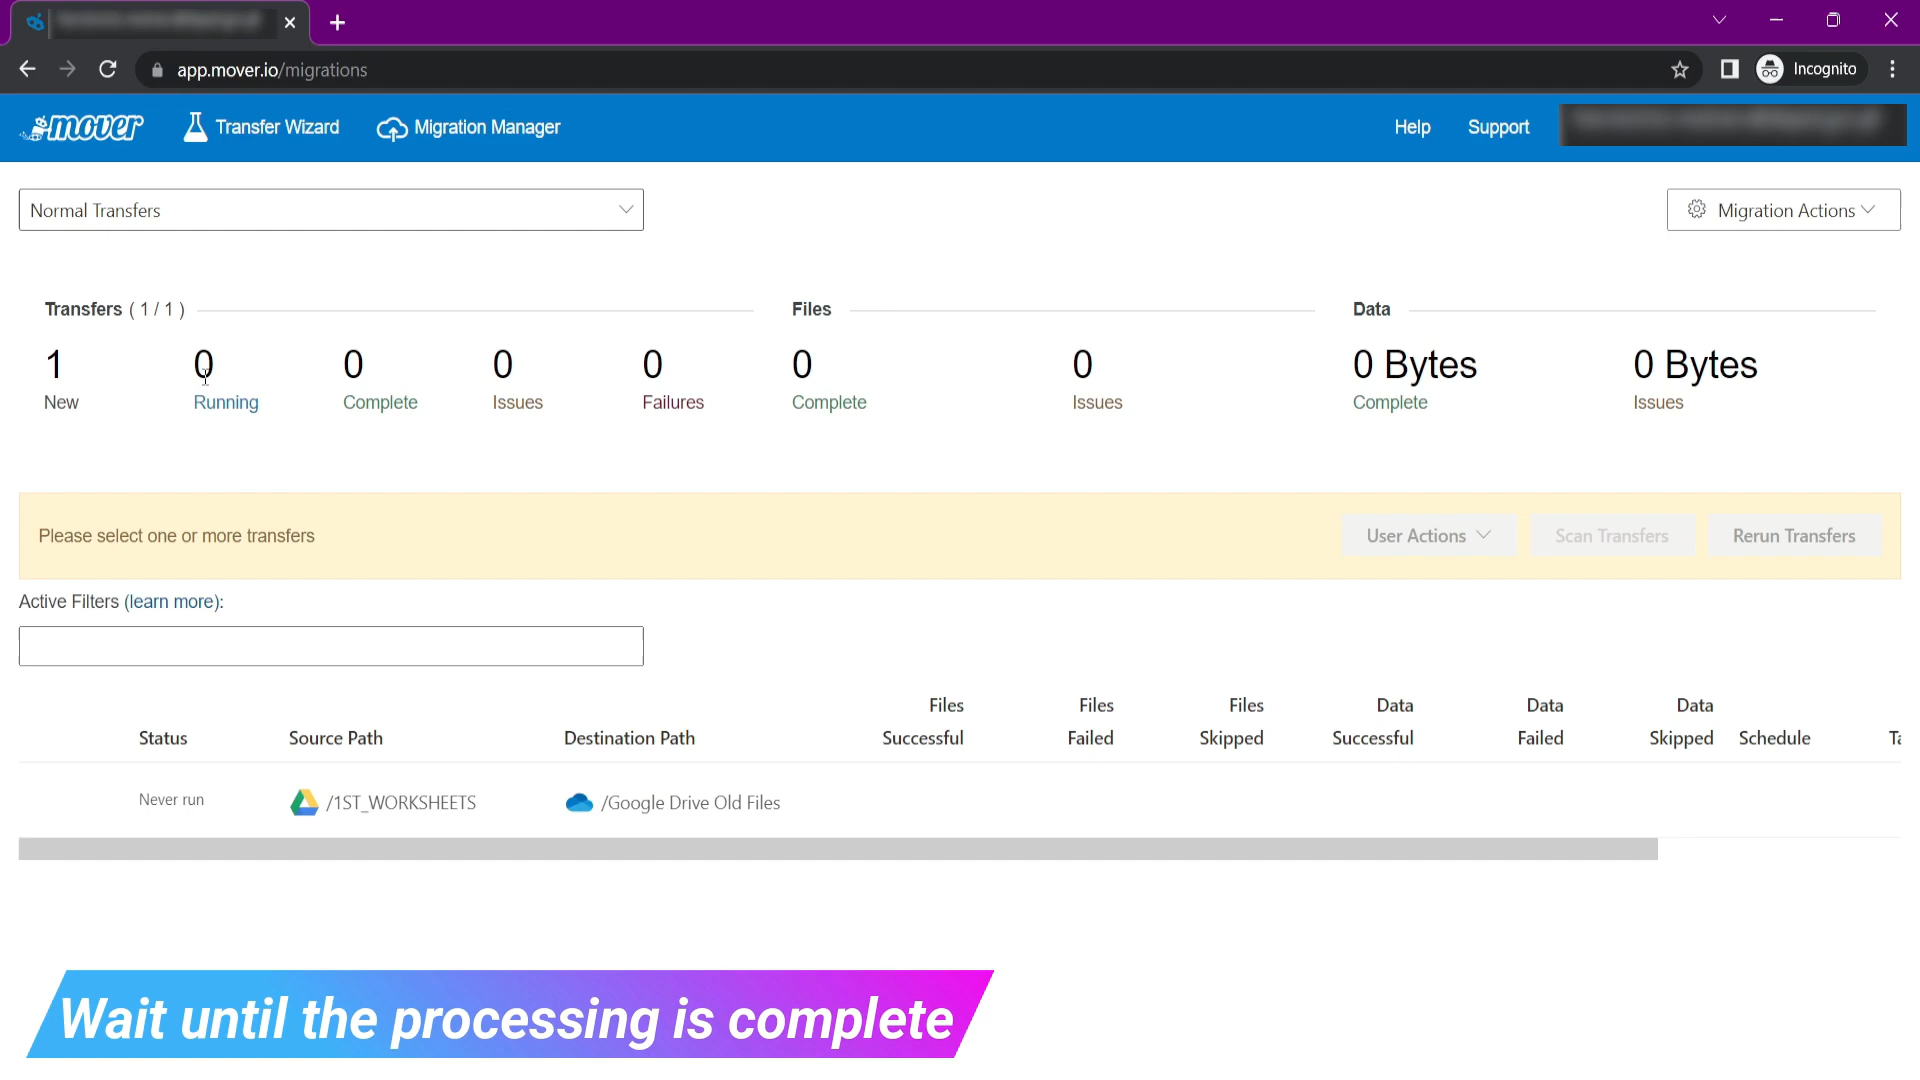 app.mover.io/migrations
Incognito
mover
Transfer Wizard
Migration Manager
Help
Support
Normal Transfers
Migration Actions
Transfers ( 1 / 1 )
Files
Data
1
0
0
0
0
0
0
0 Bytes
0 Bytes
New
Running
Complete
Issues
Failures
Complete
Issues
Complete
Issues
Please select one or more transfers
User Actions
Scan Transfers
Rerun Transfers
Active Filters (learn more):
Status
Source Path
Destination Path
Files Successful
Files Failed
Files Skipped
Data Successful
Data Failed
Data Skipped
Schedule
Never run
/1ST_WORKSHEETS
/Google Drive Old Files
Wait until the processing is complete